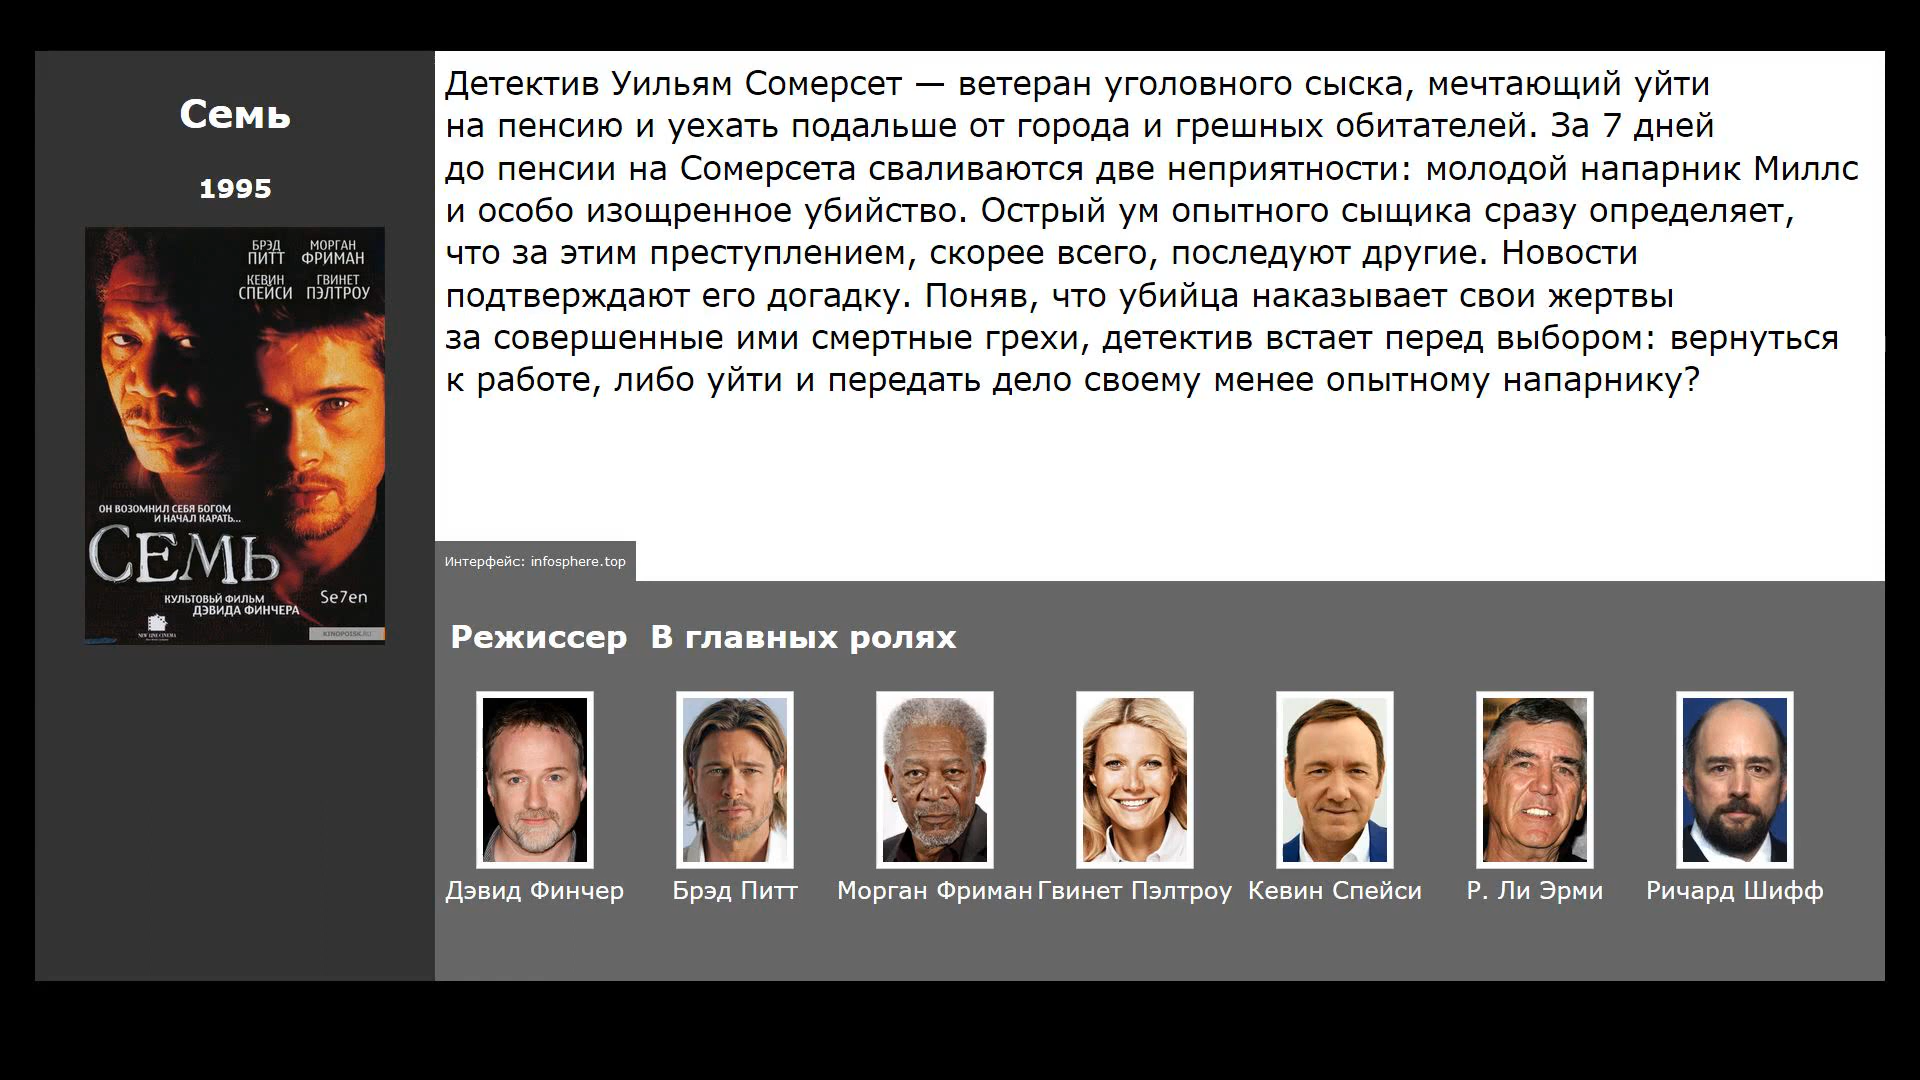 Семь
1995
БРЭД ПИТТ
МОРГАН ФРИМАН
КЕВИН СПЕЙСИ
ГВИНЕТ ПЭЛТРОУ
ОН ВОЗОМНИЛ СЕБЯ БОГОМ
И НАЧАЛ КАРАТЬ...
СЕМЬ
Se7en
КУЛЬТОВЫЙ ФИЛЬМ
ДЭВИДА ФИНЧЕРА
NEW LINE CINEMA
KINOPOISK.RU
Детектив Уильям Сомерсет — ветеран уголовного сыска, мечтающий уйти
на пенсию и уехать подальше от города и грешных обитателей. За 7 дней
до пенсии на Сомерсета сваливаются две неприятности: молодой напарник Миллс
и особо изощренное убийство. Острый ум опытного сыщика сразу определяет,
что за этим преступлением, скорее всего, последуют другие. Новости
подтверждают его догадку. Поняв, что убийца наказывает свои жертвы
за совершенные ими смертные грехи, детектив встает перед выбором: вернуться
к работе, либо уйти и передать дело своему менее опытному напарнику?
Интерфейс: infosphere.top
Режиссер В главных ролях
Дэвид Финчер Брэд Питт Морган Фриман Гвинет Пэлтроу Кевин Спейси Р. Ли Эрми Ричард Шифф